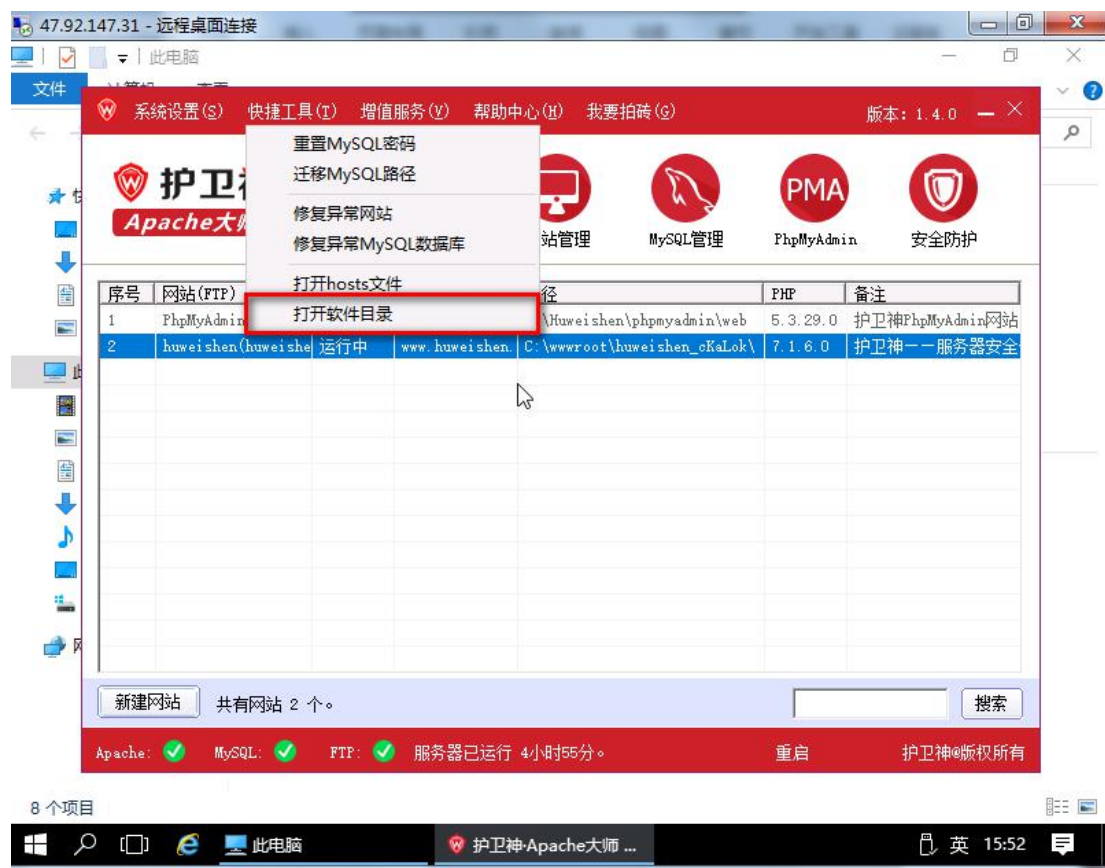 47.92.147.31 - 远程桌面连接
此电脑
文件
系统设置(S) 快捷工具(T) 增值服务(V) 帮助中心(H) 我要拍砖(G) 版本: 1.4.0
重置MySQL密码
迁移MySQL路径
修复异常网站
修复异常MySQL数据库
打开hosts文件
打开软件目录
护卫
Apache大
站管理 MySQL管理 PMA PhpMyAdmin 安全防护
序号 网站(FTP) 径 PHP 备注
1 PhpMyAdmin \Huweishen\phpmyadmin\web 5.3.29.0 护卫神PhpMyAdmin网站
2 huweishen(huweishe 运行中 www.huweishen. C:\wwwroot\huweishen_cKaLok\ 7.1.6.0 护卫神——服务器安全
新建网站 共有网站 2 个。 搜索
Apache: MySQL: FTP: 服务器已运行 4小时55分。 重启 护卫神@版权所有
8 个项目
此电脑 护卫神·Apache大师 ... 英 15:52